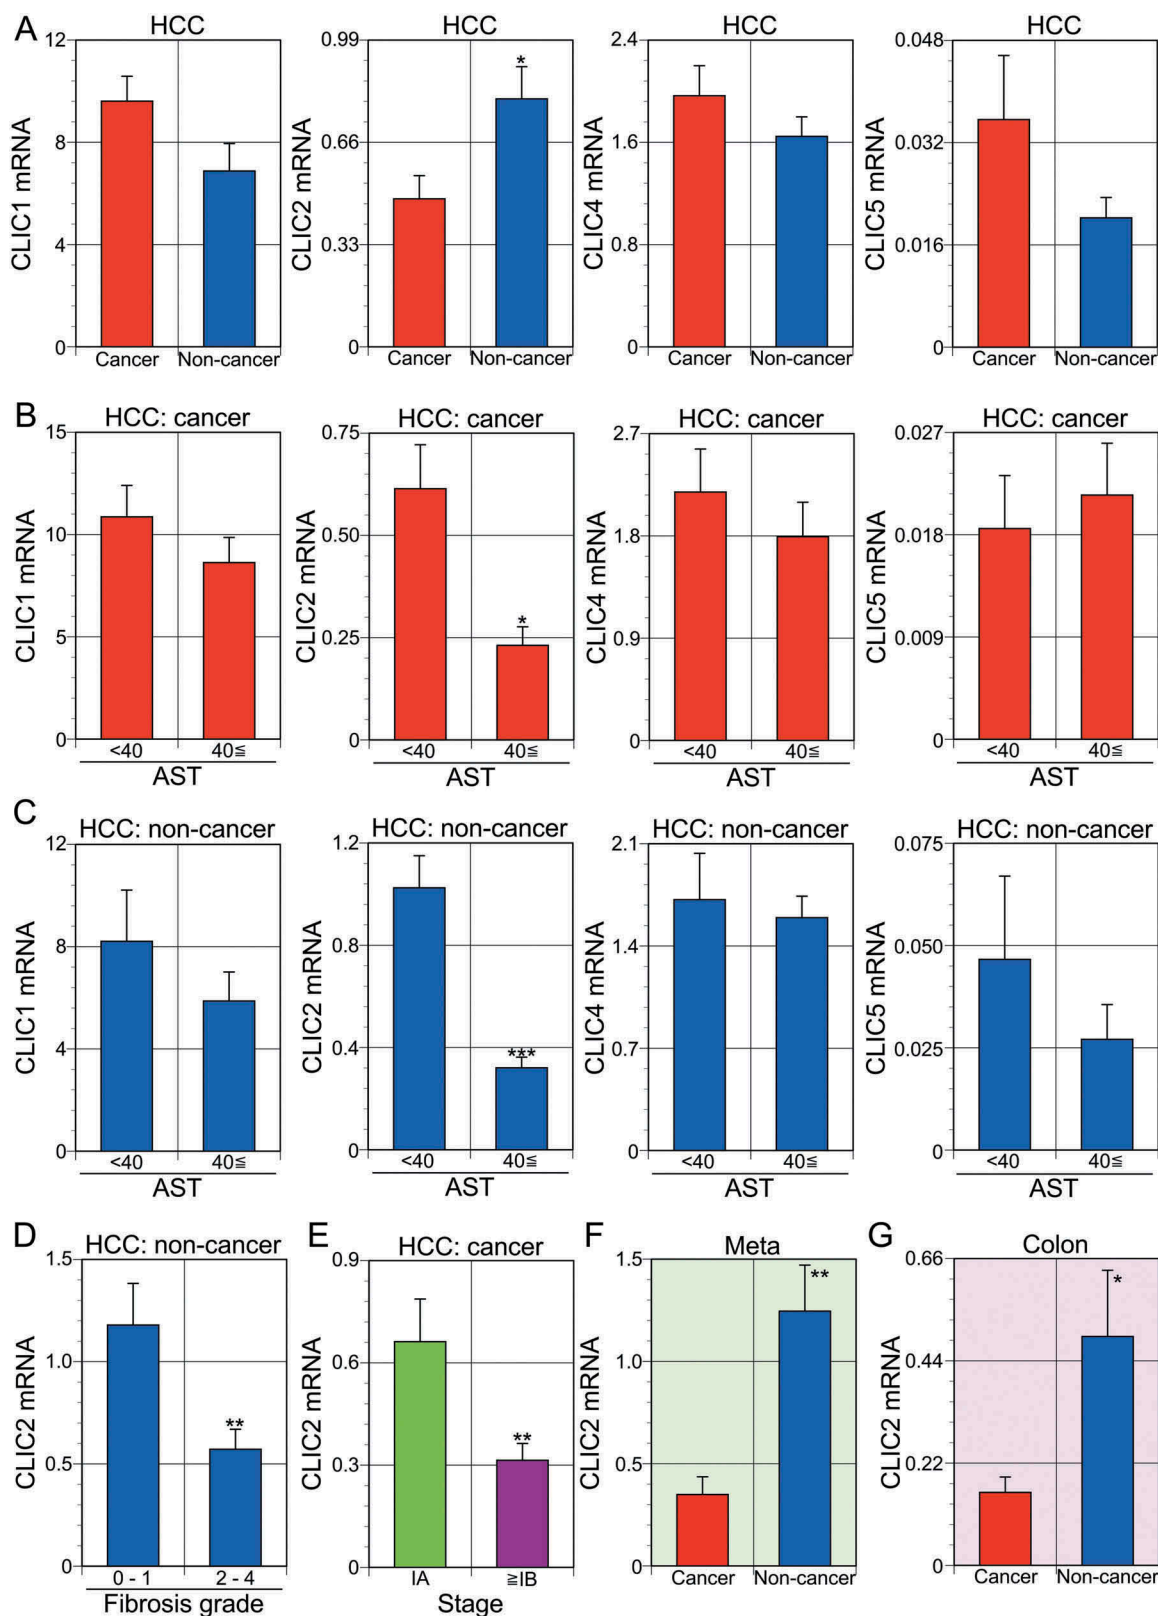 A
HCC
HCC
HCC
HCC
CLIC1 mRNA
12
8
4
0
Cancer Non-cancer
CLIC2 mRNA
0.99
0.66
0.33
0
*
Cancer Non-cancer
CLIC4 mRNA
2.4
1.6
0.8
0
Cancer Non-cancer
CLIC5 mRNA
0.048
0.032
0.016
0
Cancer Non-cancer
B
HCC: cancer
HCC: cancer
HCC: cancer
HCC: cancer
CLIC1 mRNA
15
10
5
0
<40 40≦
AST
CLIC2 mRNA
0.75
0.50
0.25
0
*
<40 40≦
AST
CLIC4 mRNA
2.7
1.8
0.9
0
<40 40≦
AST
CLIC5 mRNA
0.027
0.018
0.009
0
<40 40≦
AST
C
HCC: non-cancer
HCC: non-cancer
HCC: non-cancer
HCC: non-cancer
CLIC1 mRNA
12
8
4
0
<40 40≦
AST
CLIC2 mRNA
1.2
0.8
0.4
0
***
<40 40≦
AST
CLIC4 mRNA
2.1
1.4
0.7
0
<40 40≦
AST
CLIC5 mRNA
0.075
0.050
0.025
0
<40 40≦
AST
D
HCC: non-cancer
CLIC2 mRNA
1.5
1.0
0.5
0
**
0 - 1 2 - 4
Fibrosis grade
E
HCC: cancer
CLIC2 mRNA
0.9
0.6
0.3
0
**
IA ≧IB
Stage
F
Meta
CLIC2 mRNA
1.5
1.0
0.5
0
**
Cancer Non-cancer
G
Colon
CLIC2 mRNA
0.66
0.44
0.22
0
*
Cancer Non-cancer